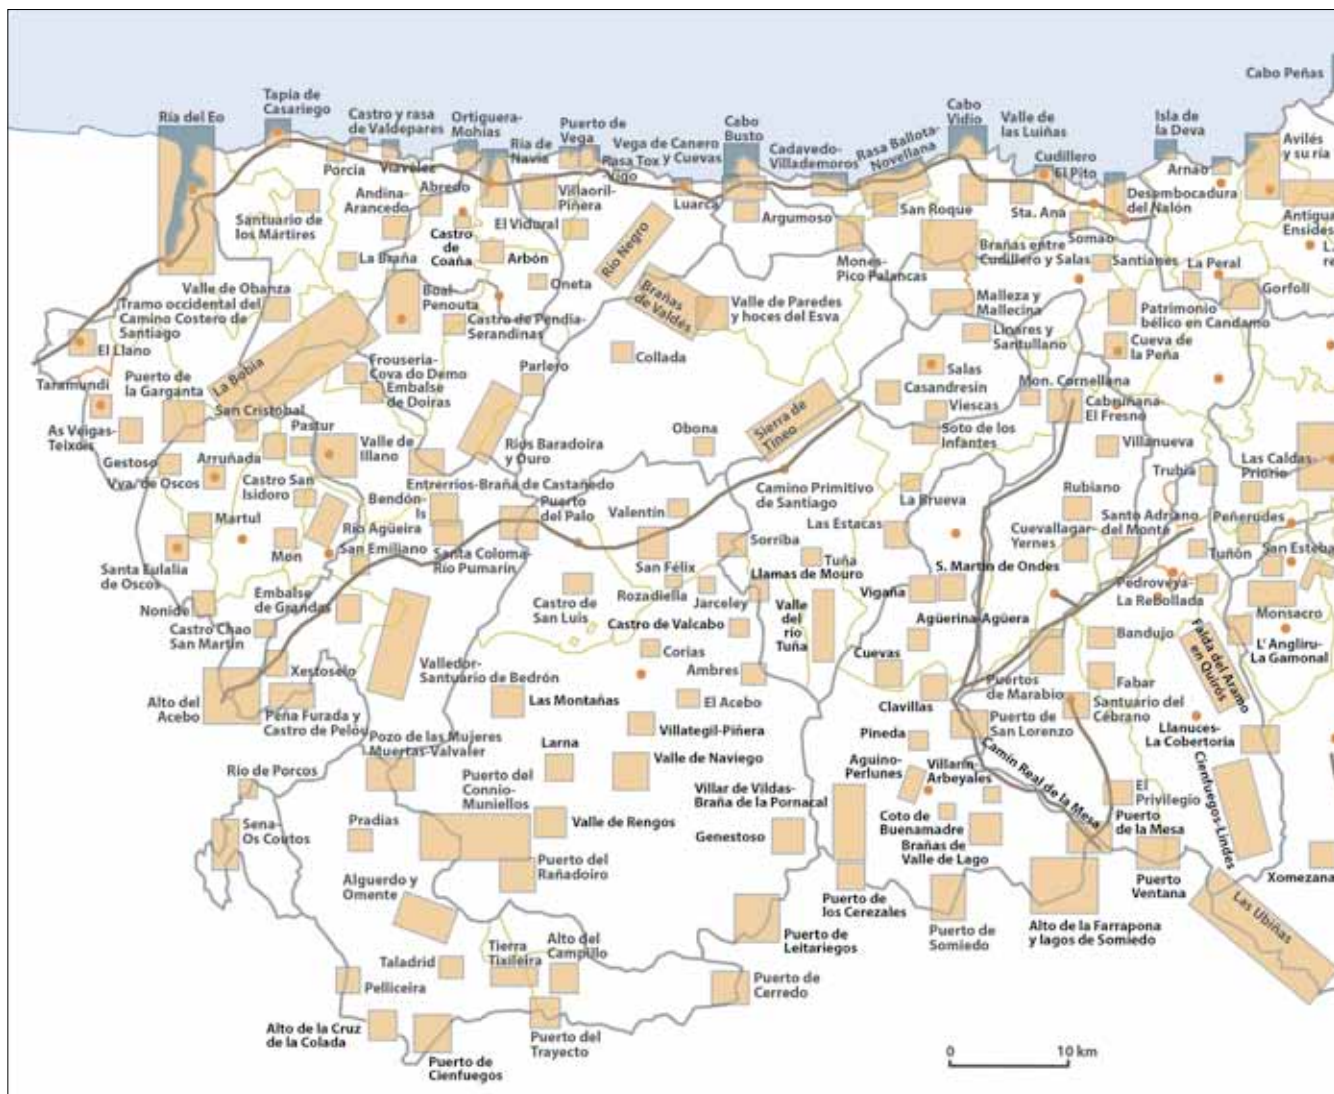 Cabo Peñas
Tapia de
Casariego
Ría del Eo
Castro y rasa
de Valdepares
Ortiguera-
Mohías
Ría de
Navia
Puerto de
Vega
Vega de Canero
y Cuevas
Rasa Tox
Vigo
Cabo
Busto
Cadavedo-
Villademoros
Rasa Ballota-
Novellana
Cabo
Vidio
Valle de
las Luiñas
Cudillero
El Pito
Isla de
la Deva
Avilés
y su ría
Porcía
Viavélez
Andina-
Arancedo
Abredo
Villaoril-
Piñera
Luarca
Argumoso
San Roque
Sta. Ana
Somao
Desembocadura
del Nalón
Arnao
Antigua
Ensides
Santuario de
los Mártires
Castro
de
Coaña
El Vidural
Arbón
Río Negro
Mones-
Pico Palancas
Brañas entre
Cudillero y Salas
Santianes
La Peral
Gorfolí
La Braña
Oneta
Valle de Obanza
Boal-
Penouta
Brañas
de Valdés
Valle de Paredes
y hoces del Esva
Malleza y
Mallecina
Patrimonio
bélico en Candamo
Tramo occidental del
Camino Costero de
Santiago
El Llano
Castro de Pendia-
Serandinas
Linares y
Santullano
Cueva de
la Peña
Collada
La Bobia
Frouseria-
Cova do Demo
Parlero
Salas
Taramundi
Puerto de
la Garganta
Embalse
de Doiras
Casandresín
Mon. Cornellana
Viescas
Cabruñana-
El Fresno
San Cristobal
As Veigas-
Teixois
Pastur
Valle de
Illano
Obona
Sierra de
Tineo
Soto de los
Infantes
Villanueva
Ríos Baradoira
y Ouro
Gestoso
Vva. de Oscos
Arruñada
Castro San
Isidoro
Entrerríos-Braña de Castañedo
Camino Primitivo
de Santiago
La Brueva
Trubia
Las Caldas-
Priorio
Bendón-
Is
Puerto
del Palo
Valentín
Rubiano
Martul
Río Agüeira
Las Estacas
Cuevallagar-
Yernes
Santo Adriano
del Monte
Peñerudes
Mon
San Emiliano
Santa Coloma-
Río Pumarín
San Félix
Sorriba
Tuña
Tuñón
San Esteba
Santa Eulalia
de Oscos
Llamas de Mouro
S. Martín de Ondes
Pedroveya-
La Rebollada
Nonide
Embalse
de Grandas
Castro de
San Luis
Rozadiella
Jarceley
Valle
del
río
Tuña
Vigaña
Monsacro
Castro Chao
San Martín
Castro de Valcabo
Agüerina-Agüera
Bandujo
Falda del Aramo
en Quirós
L'Angliru-
La Gamonal
Xestoselo
Corias
Ambres
Cuevas
Alto del
Acebo
Valledor-
Santuario de Bedrón
Puertos
de Marabio
Fabar
Peña Furada y
Castro de Pelou
Las Montañas
El Acebo
Clavillas
Santuario del
Cébrano
Villategil-Piñera
Puerto de
San Lorenzo
Llanuces-
La Cobertoria
Pozo de las Mujeres
Muertas-Valvaler
Larna
Pineda
Valle de Naviego
Aguino-
Perlunes
Villarín-
Arbeyales
Camín Real de la Mesa
Río de Porcos
Puerto del
Connio-
Muniellos
Villar de Vildas-
Braña de la Pornacal
El
Privilegio
Cienfuegos-Lindes
Sena-
Os Coutos
Pradías
Valle de Rengos
Genestoso
Coto de
Buenamadre
Brañas de
Valle de Lago
Puerto
de la Mesa
Puerto del
Rañadoiro
Alguerdo y
Omente
Puerto de
los Cerezales
Puerto
Ventana
Xomezana
Las Ubiñas
Puerto de
Leitariegos
Puerto de
Somiedo
Alto de la Farrapona
y lagos de Somiedo
Tierra
Tixileira
Alto del
Campillo
Taladrid
Puerto de
Cerredo
Pelliceira
Alto de la Cruz
de la Colada
Puerto de
Cienfuegos
Puerto del
Trayecto
0 10 km